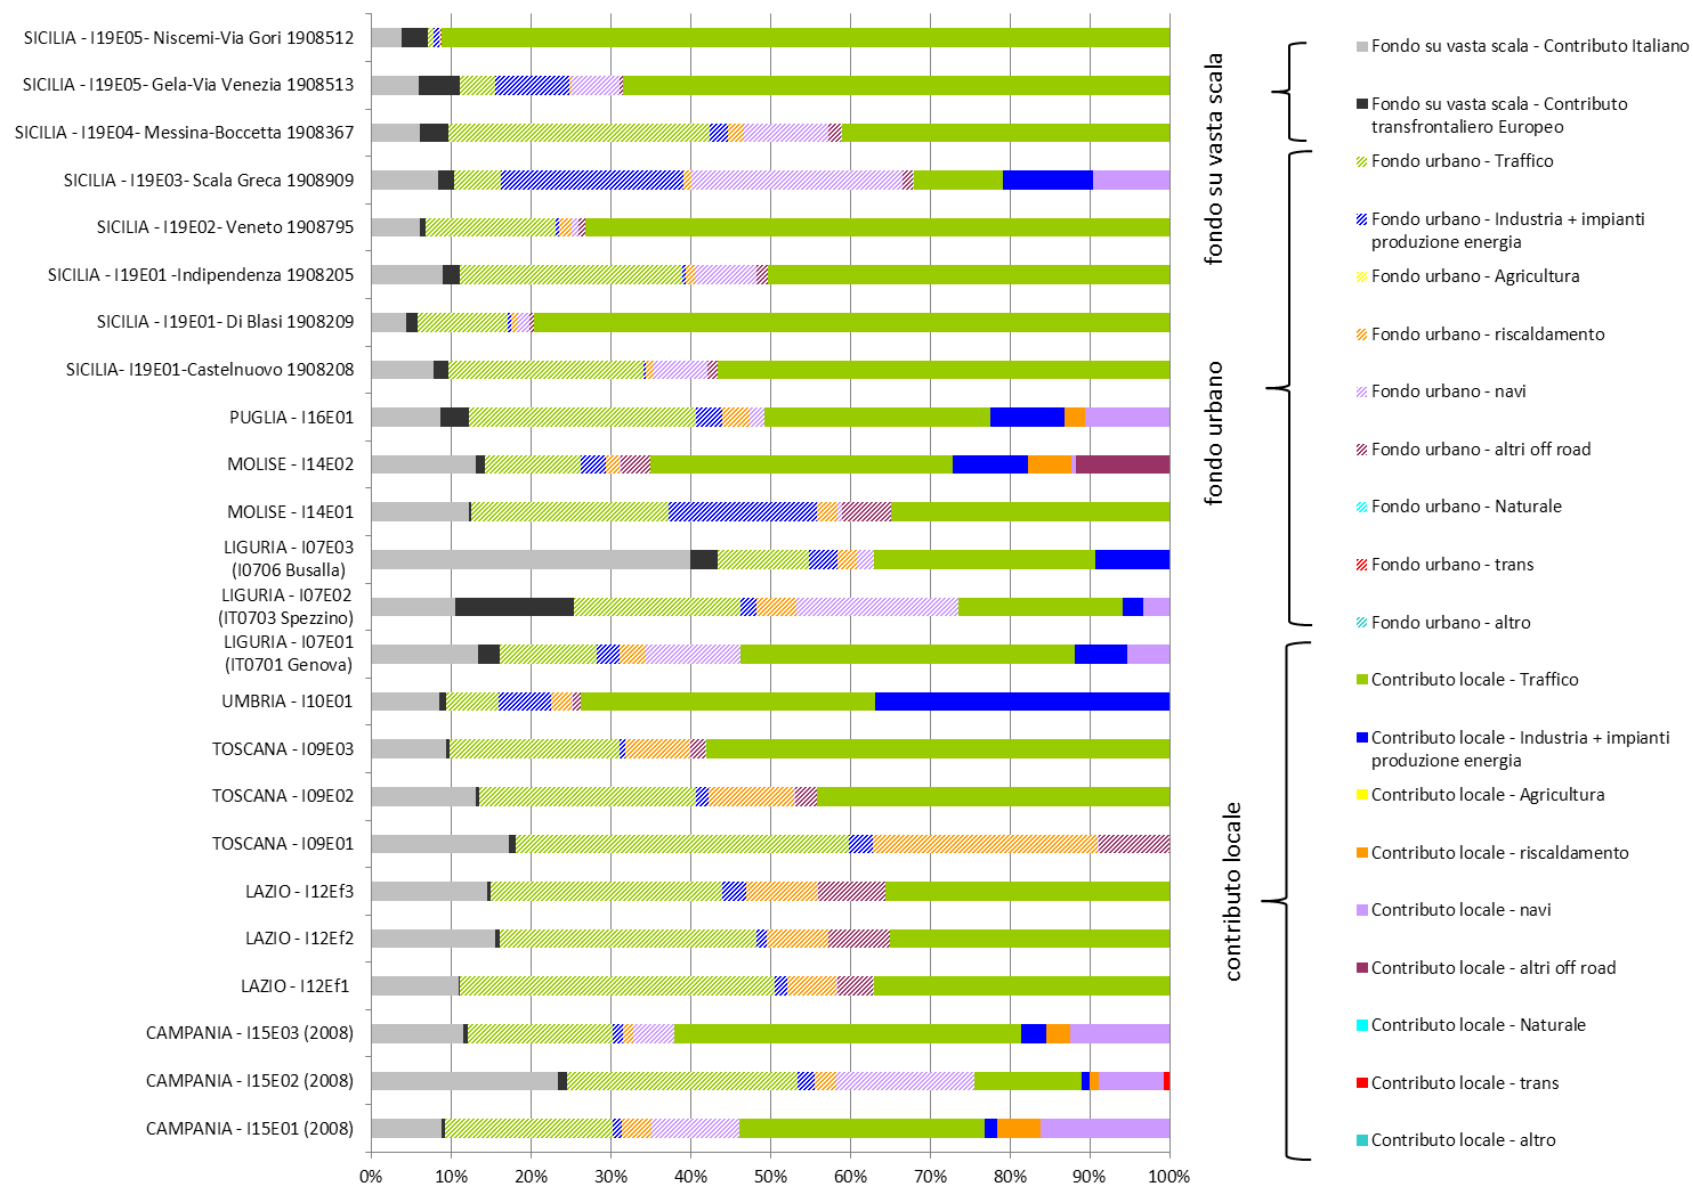 SICILIA - I19E05- Niscemi-Via Gori 1908512
SICILIA - I19E05- Gela-Via Venezia 1908513
SICILIA - I19E04- Messina-Boccetta 1908367
SICILIA - I19E03- Scala Greca 1908909
SICILIA - I19E02- Veneto 1908795
SICILIA - I19E01 -Indipendenza 1908205
SICILIA - I19E01- Di Blasi 1908209
SICILIA- I19E01-Castelnuovo 1908208
PUGLIA - I16E01
MOLISE - I14E02
MOLISE - I14E01
LIGURIA - I07E03
(I0706 Busalla)
LIGURIA - I07E02
(IT0703 Spezzino)
LIGURIA - I07E01
(IT0701 Genova)
UMBRIA - I10E01
TOSCANA - I09E03
TOSCANA - I09E02
TOSCANA - I09E01
LAZIO - I12Ef3
LAZIO - I12Ef2
LAZIO - I12Ef1
CAMPANIA - I15E03 (2008)
CAMPANIA - I15E02 (2008)
CAMPANIA - I15E01 (2008)
0% 10% 20% 30% 40% 50% 60% 70% 80% 90% 100%
fondo su vasta scala
fondo urbano
contributo locale
Fondo su vasta scala - Contributo Italiano
Fondo su vasta scala - Contributo
transfrontaliero Europeo
Fondo urbano - Traffico
Fondo urbano - Industria + impianti
produzione energia
Fondo urbano - Agricultura
Fondo urbano - riscaldamento
Fondo urbano - navi
Fondo urbano - altri off road
Fondo urbano - Naturale
Fondo urbano - trans
Fondo urbano - altro
Contributo locale - Traffico
Contributo locale - Industria + impianti
produzione energia
Contributo locale - Agricultura
Contributo locale - riscaldamento
Contributo locale - navi
Contributo locale - altri off road
Contributo locale - Naturale
Contributo locale - trans
Contributo locale - altro